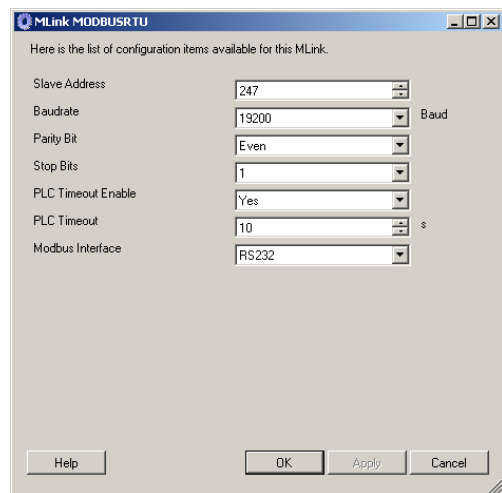 MLink MODBUSRTU
Here is the list of configuration items available for this MLink.
Slave Address 247
Baudrate 19200 Baud
Parity Bit Even
Stop Bits 1
PLC Timeout Enable Yes
PLC Timeout 10 s
Modbus Interface RS232
Help OK Apply Cancel